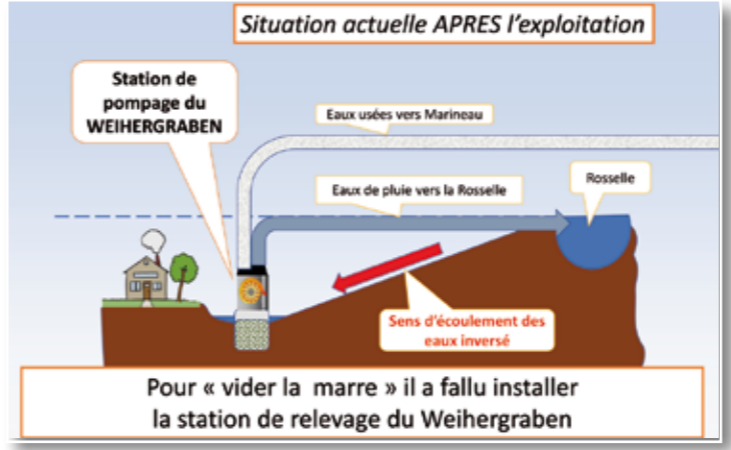 Situation actuelle APRES l'exploitation
Station de
pompage du
WEIHERGRABEN
Eaux usées vers Marineau
Eaux de pluie vers la Rosselle
Rosselle
Sens d'écoulement des
eaux inversé
Pour « vider la marre » il a fallu installer
la station de relevage du Weihergraben